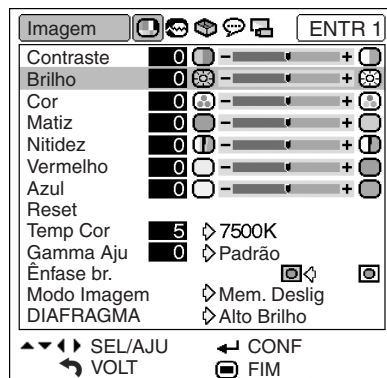 Imagem ENTR 1
Contraste 0 - +
Brilho 0 - +
Cor 0 - +
Matiz 0 - +
Nitidez 0 - +
Vermelho 0 - +
Azul 0 - +
Reset
Temp Cor 5 7500K
Gamma Aju 0 Padrão
Ênfase br.
Modo Imagem Mem. Deslig
DIAFRAGMA Alto Brilho
SEL/AJU CONF
VOLT FIM